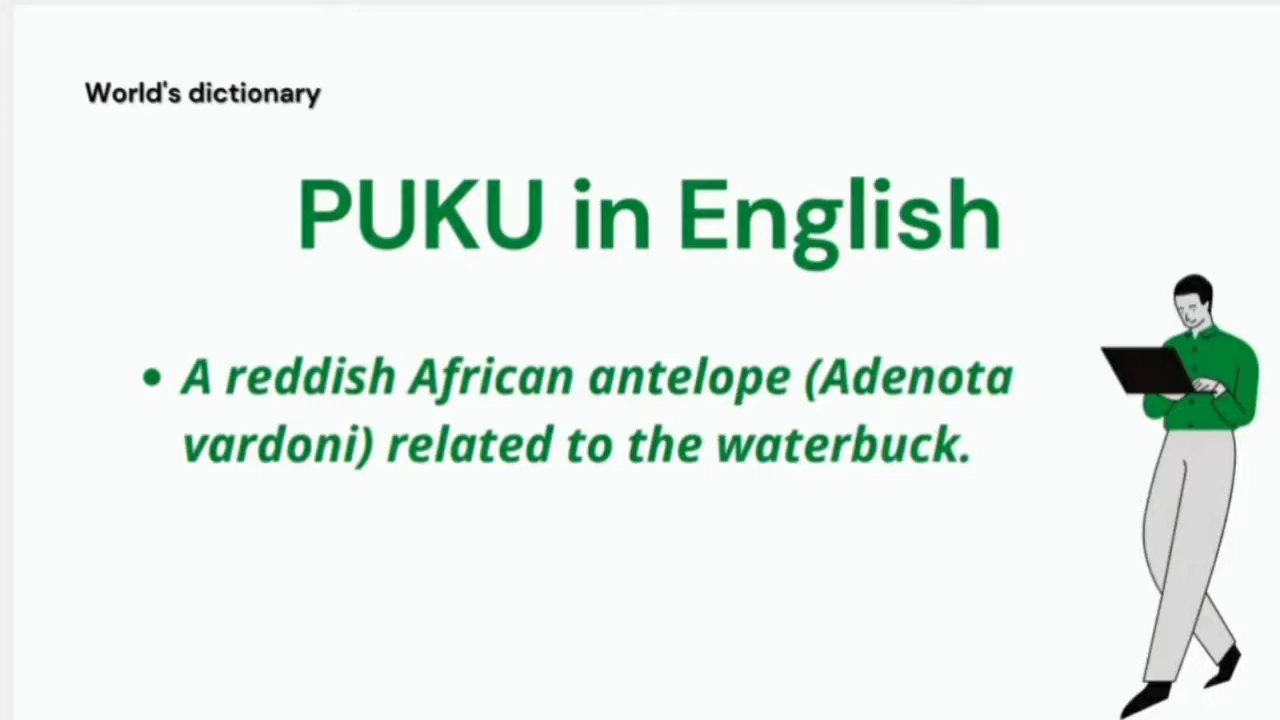 World's dictionary
PUKU in English
• A reddish African antelope (Adenota
vardoni) related to the waterbuck.